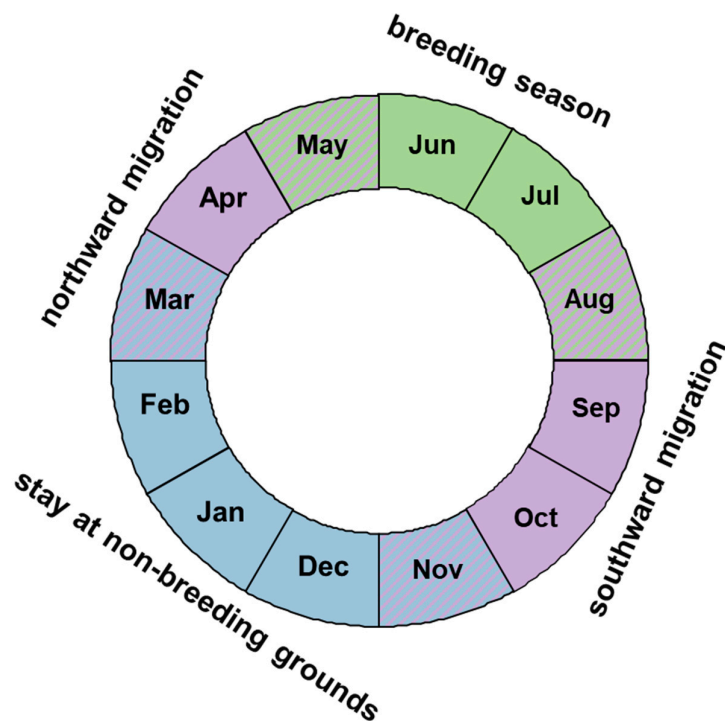 breeding season
northward migration
May
Jun
Apr
Jul
Mar
Aug
Feb
Sep
Jan
Oct
Dec
Nov
southward migration
stay at non-breeding grounds